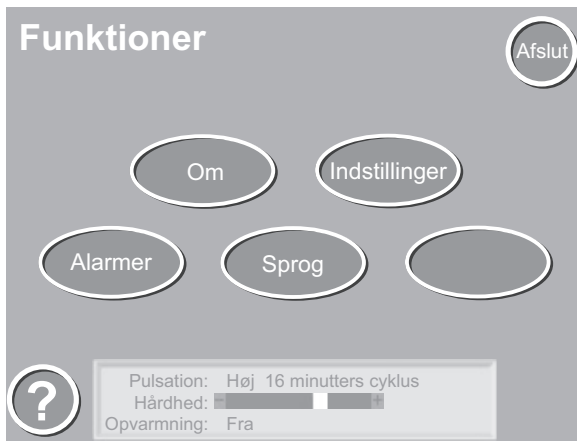 Funktioner
Afslut
Om
Indstillinger
Alarmer
Sprog
?
Pulsation: Høj 16 minutters cyklus
Hårdhed: - +
Opvarmning: Fra